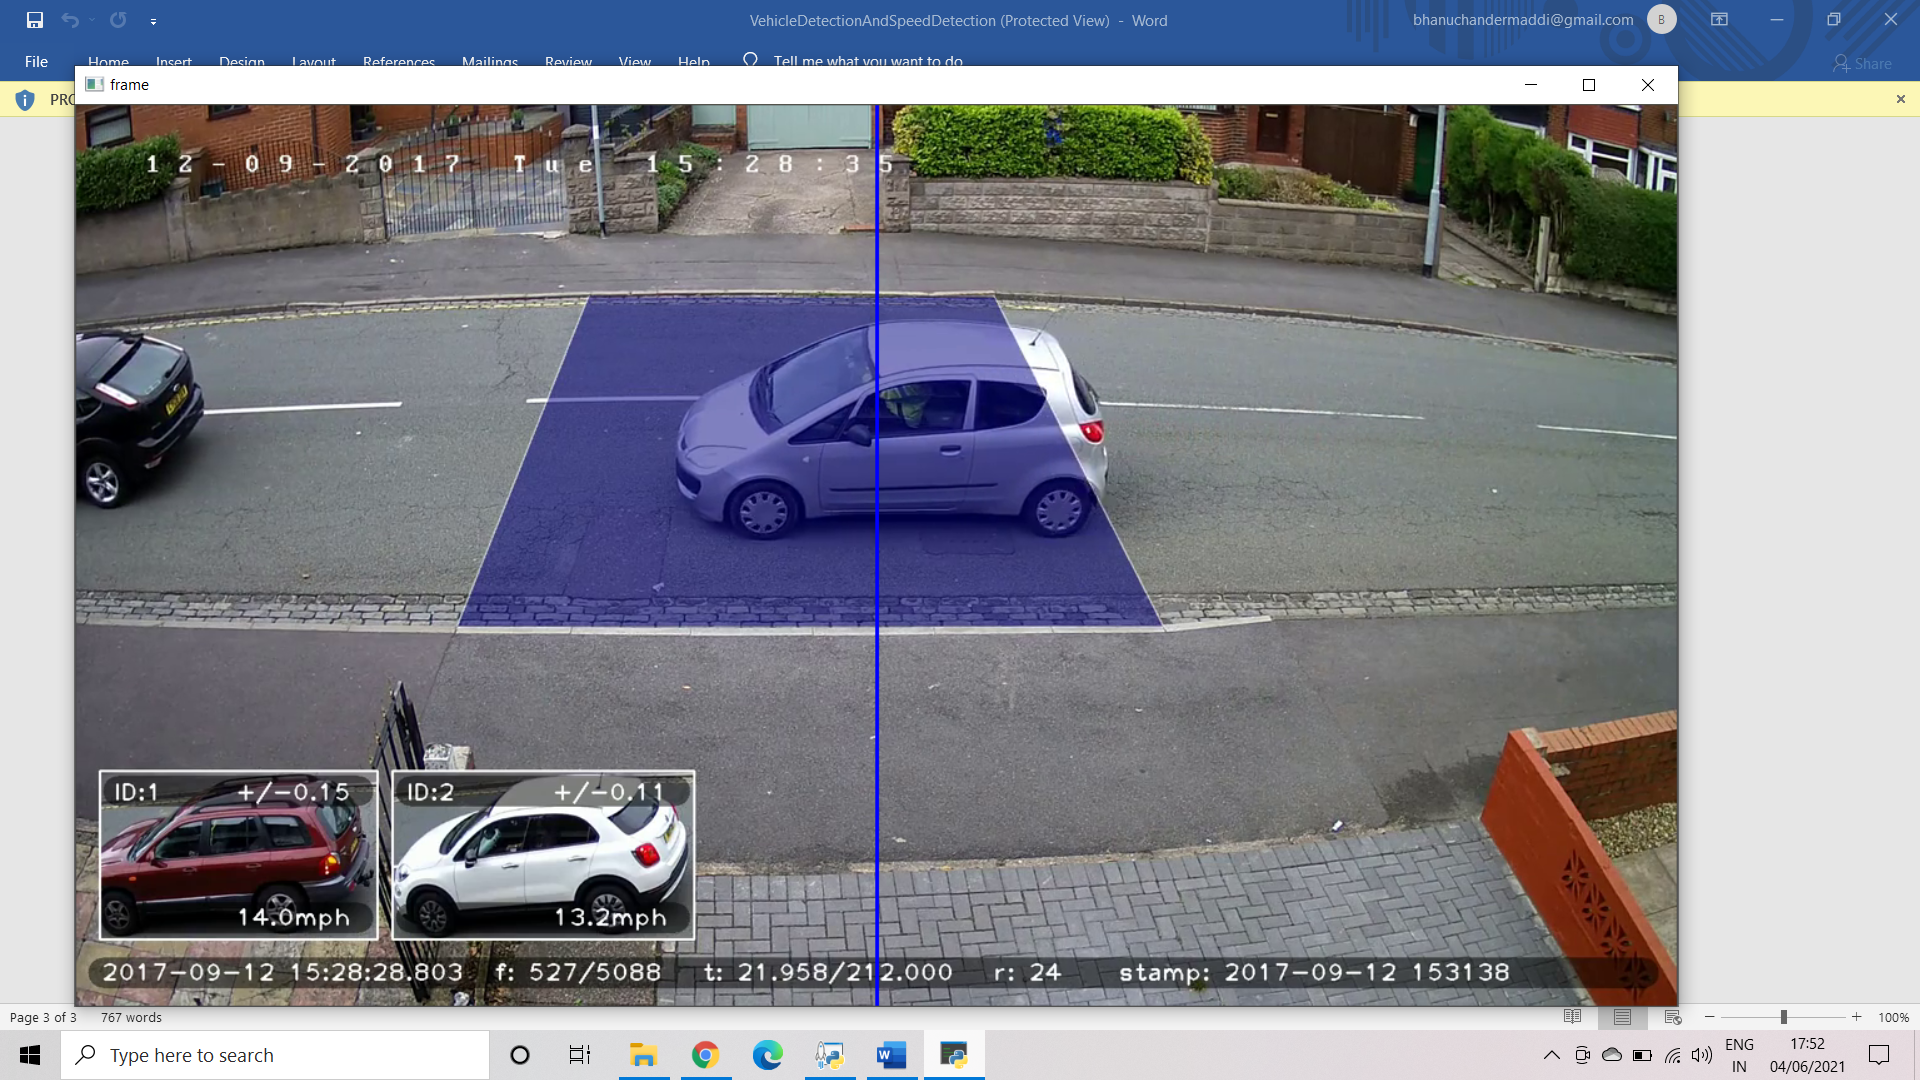 VehicleDetectionAndSpeedDetection (Protected View) - Word
bhanuchandermaddi@gmail.com
B
File Home Insert Design Layout References Mailings Review View Help Tell me what you want to do
Share
frame
PRO
12-09-2017 Tue 15:28:35
ID:1 +/-0.15
14.0mph
ID:2 +/-0.11
13.2mph
2017-09-12 15:28:28.803 f: 527/5088 t: 21.958/212.000 r: 24 stamp: 2017-09-12 153138
Page 3 of 3 767 words
100%
Type here to search
ENG
IN
17:52
04/06/2021